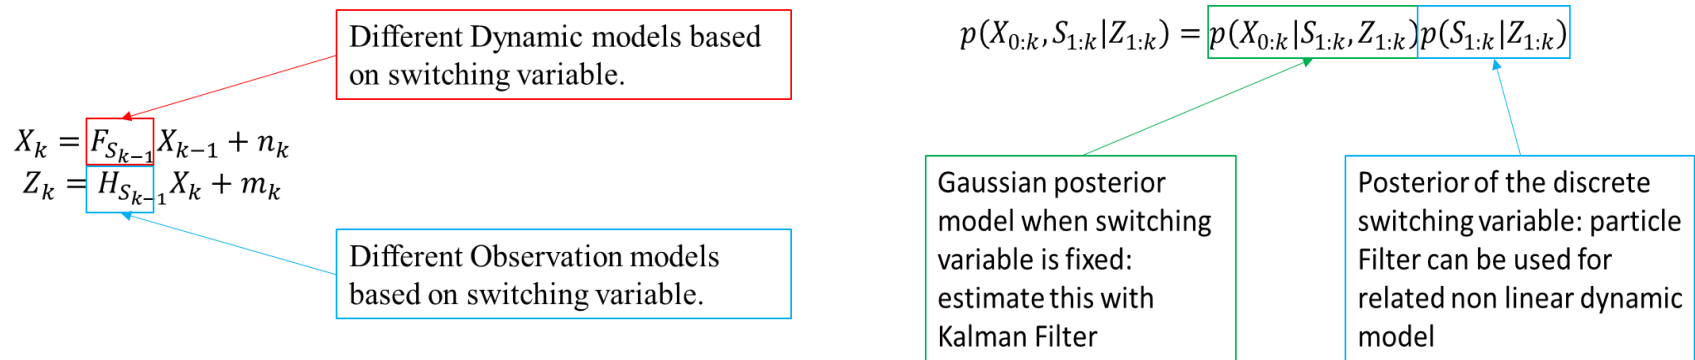 Different Dynamic models based
on switching variable.
X_k = F_{S_{k-1}} X_{k-1} + n_k
Z_k = H_{S_{k-1}} X_k + m_k
Different Observation models
based on switching variable.
p(X_{0:k}, S_{1:k}|Z_{1:k}) = p(X_{0:k}|S_{1:k}, Z_{1:k})p(S_{1:k}|Z_{1:k})
Gaussian posterior
model when switching
variable is fixed:
estimate this with
Kalman Filter
Posterior of the discrete
switching variable: particle
Filter can be used for
related non linear dynamic
model